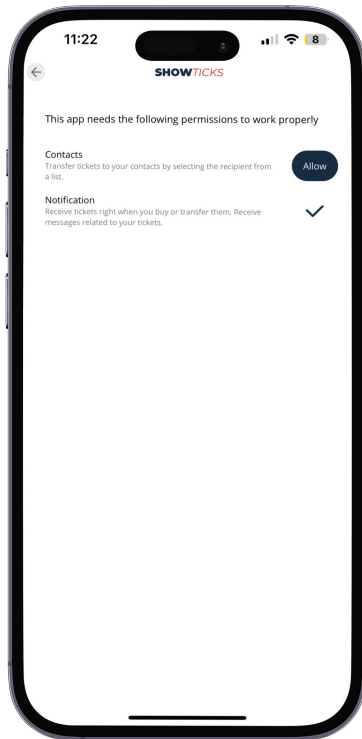 11:22
8
SHOWTICKS
This app needs the following permissions to work properly
Contacts
Transfer tickets to your contacts by selecting the recipient from
a list.
Allow
Notification
Receive tickets right when you buy or transfer them. Receive
messages related to your tickets.